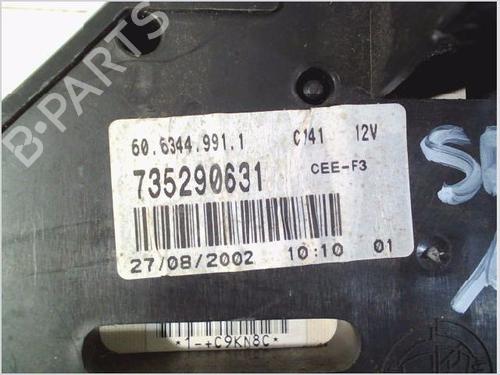 B-PARTS
60.6344.991.1 C141 12V
735290631 CEE-F3
27/08/2002 10:10 01
*1-+C9KN8C*